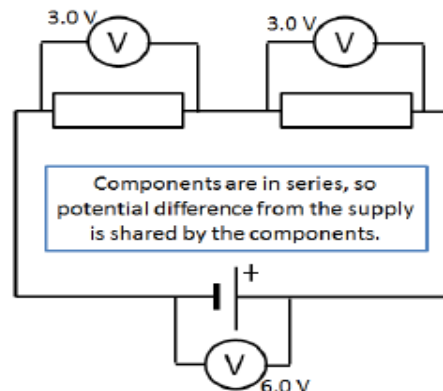 3.0 V
3.0 V
V
V
Components are in series, so
potential difference from the supply
is shared by the components.
+
V
6.0 V